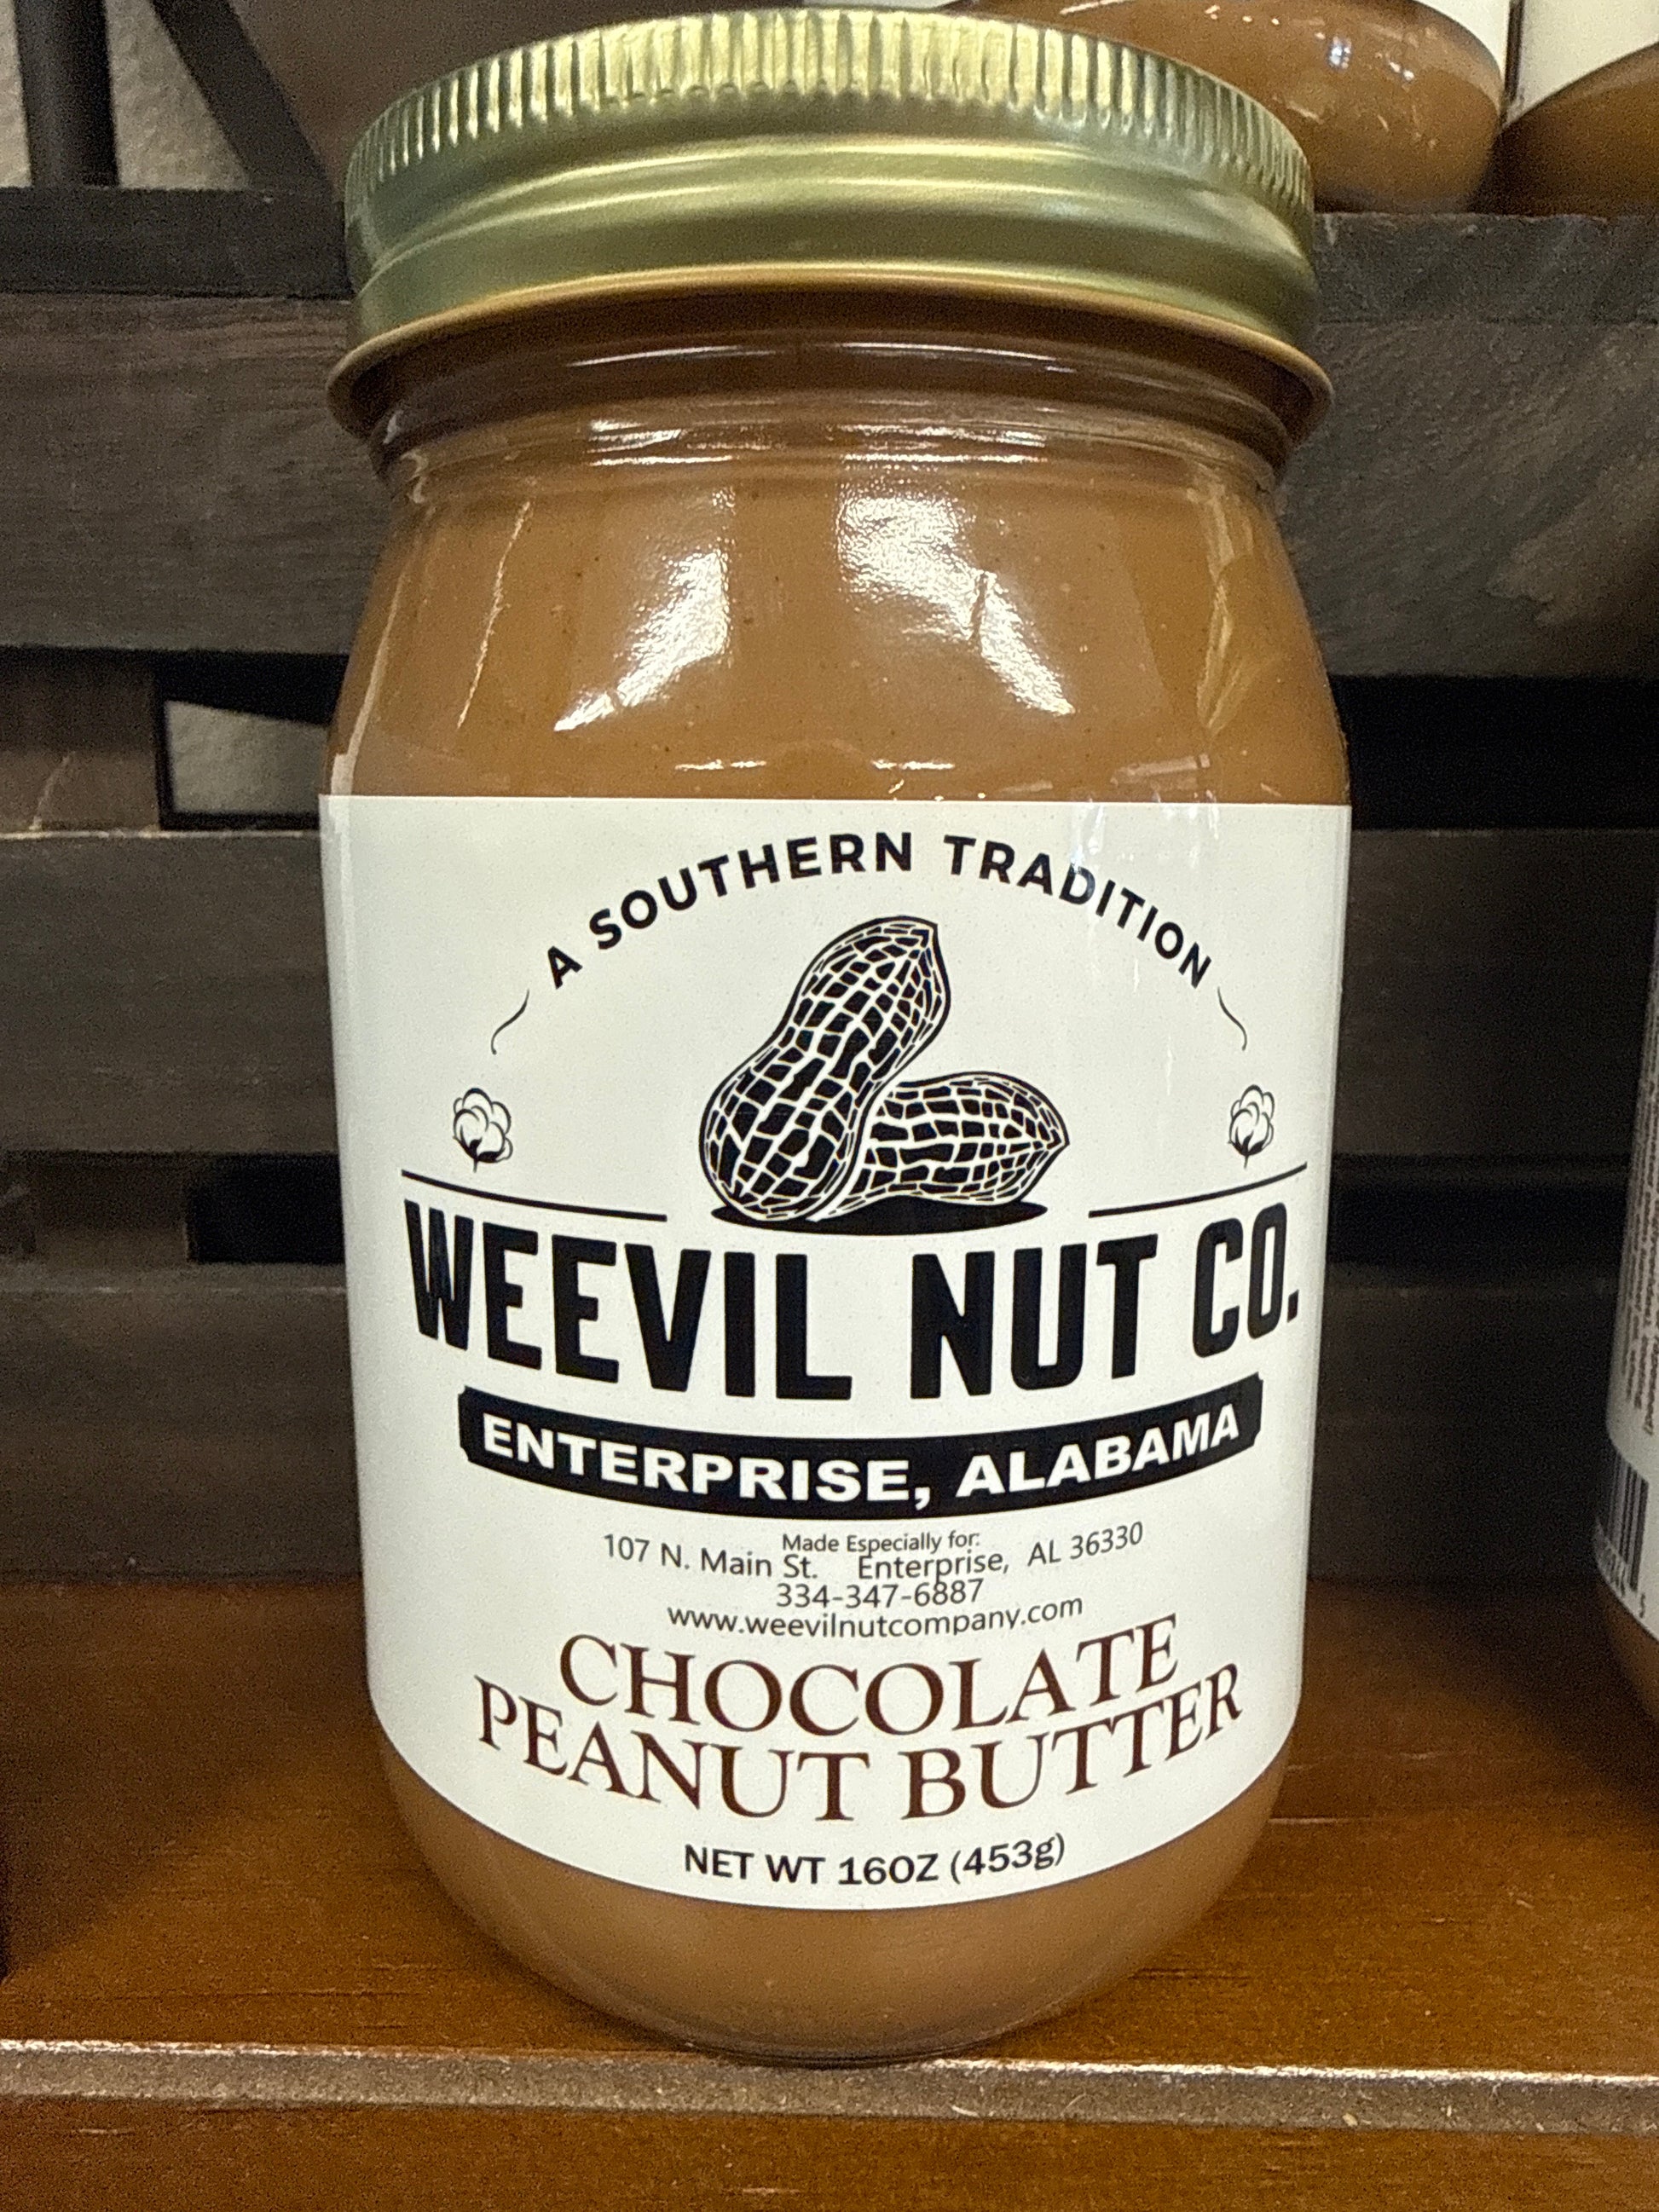 A SOUTHERN TRADITION
WEEVIL NUT CO.
ENTERPRISE, ALABAMA
Made Especially for:
107 N. Main St. Enterprise, AL 36330
334-347-6887
www.weevilnutcompany.com
CHOCOLATE
PEANUT BUTTER
NET WT 16OZ (453g)